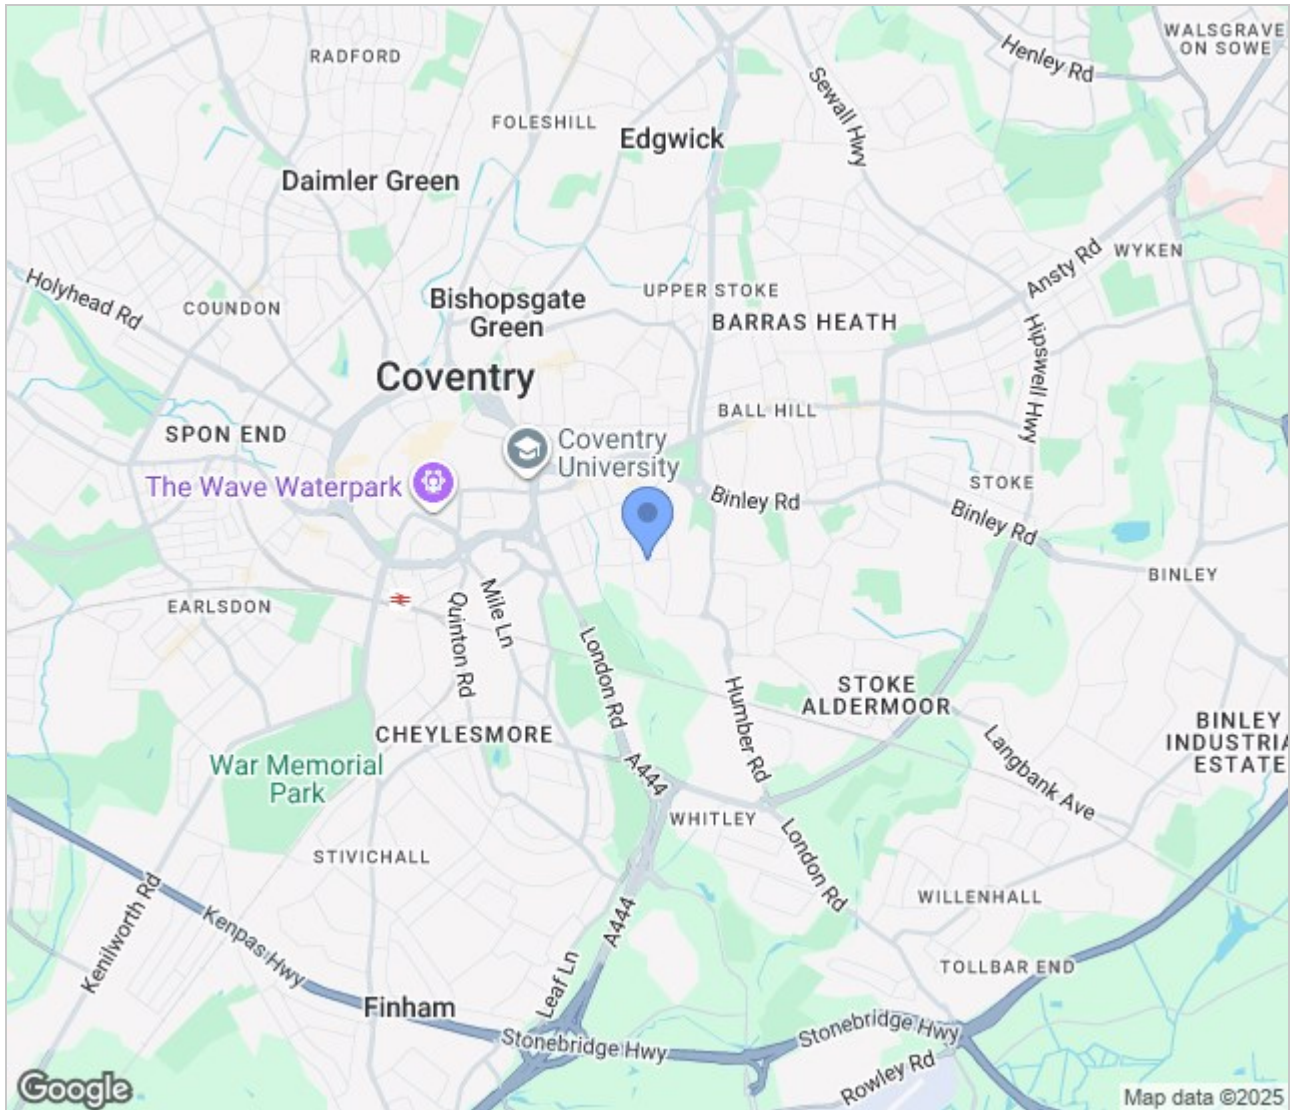 WALSGRAVE
ON SOWE
Henley Rd
RADFORD
Sewall Hwy
FOLESHILL
Edgwick
Daimler Green
WYKEN
Ansty Rd
Holyhead Rd
COUNDON
Bishopsgate
Green
UPPER STOKE
BARRAS HEATH
Hipswell Hwy
Coventry
BALL HILL
SPON END
Coventry
University
The Wave Waterpark
STOKE
Binley Rd
Binley Rd
BINLEY
EARLSDON
Mile Ln
Quinton Rd
London Rd
STOKE
ALDERMOOR
Humber Rd
CHEYLESMORE
BINLEY
INDUSTRIA
ESTATE
War Memorial
Park
A444
Langbank Ave
WHITLEY
STIVICHALL
London Rd
WILLENHALL
Kenilworth Rd
Kenpas Hwy
A444
TOLLBAR END
Leaf Ln
Finham
Stonebridge Hwy
Stonebridge Hwy
Rowley Rd
Google
Map data ©2025